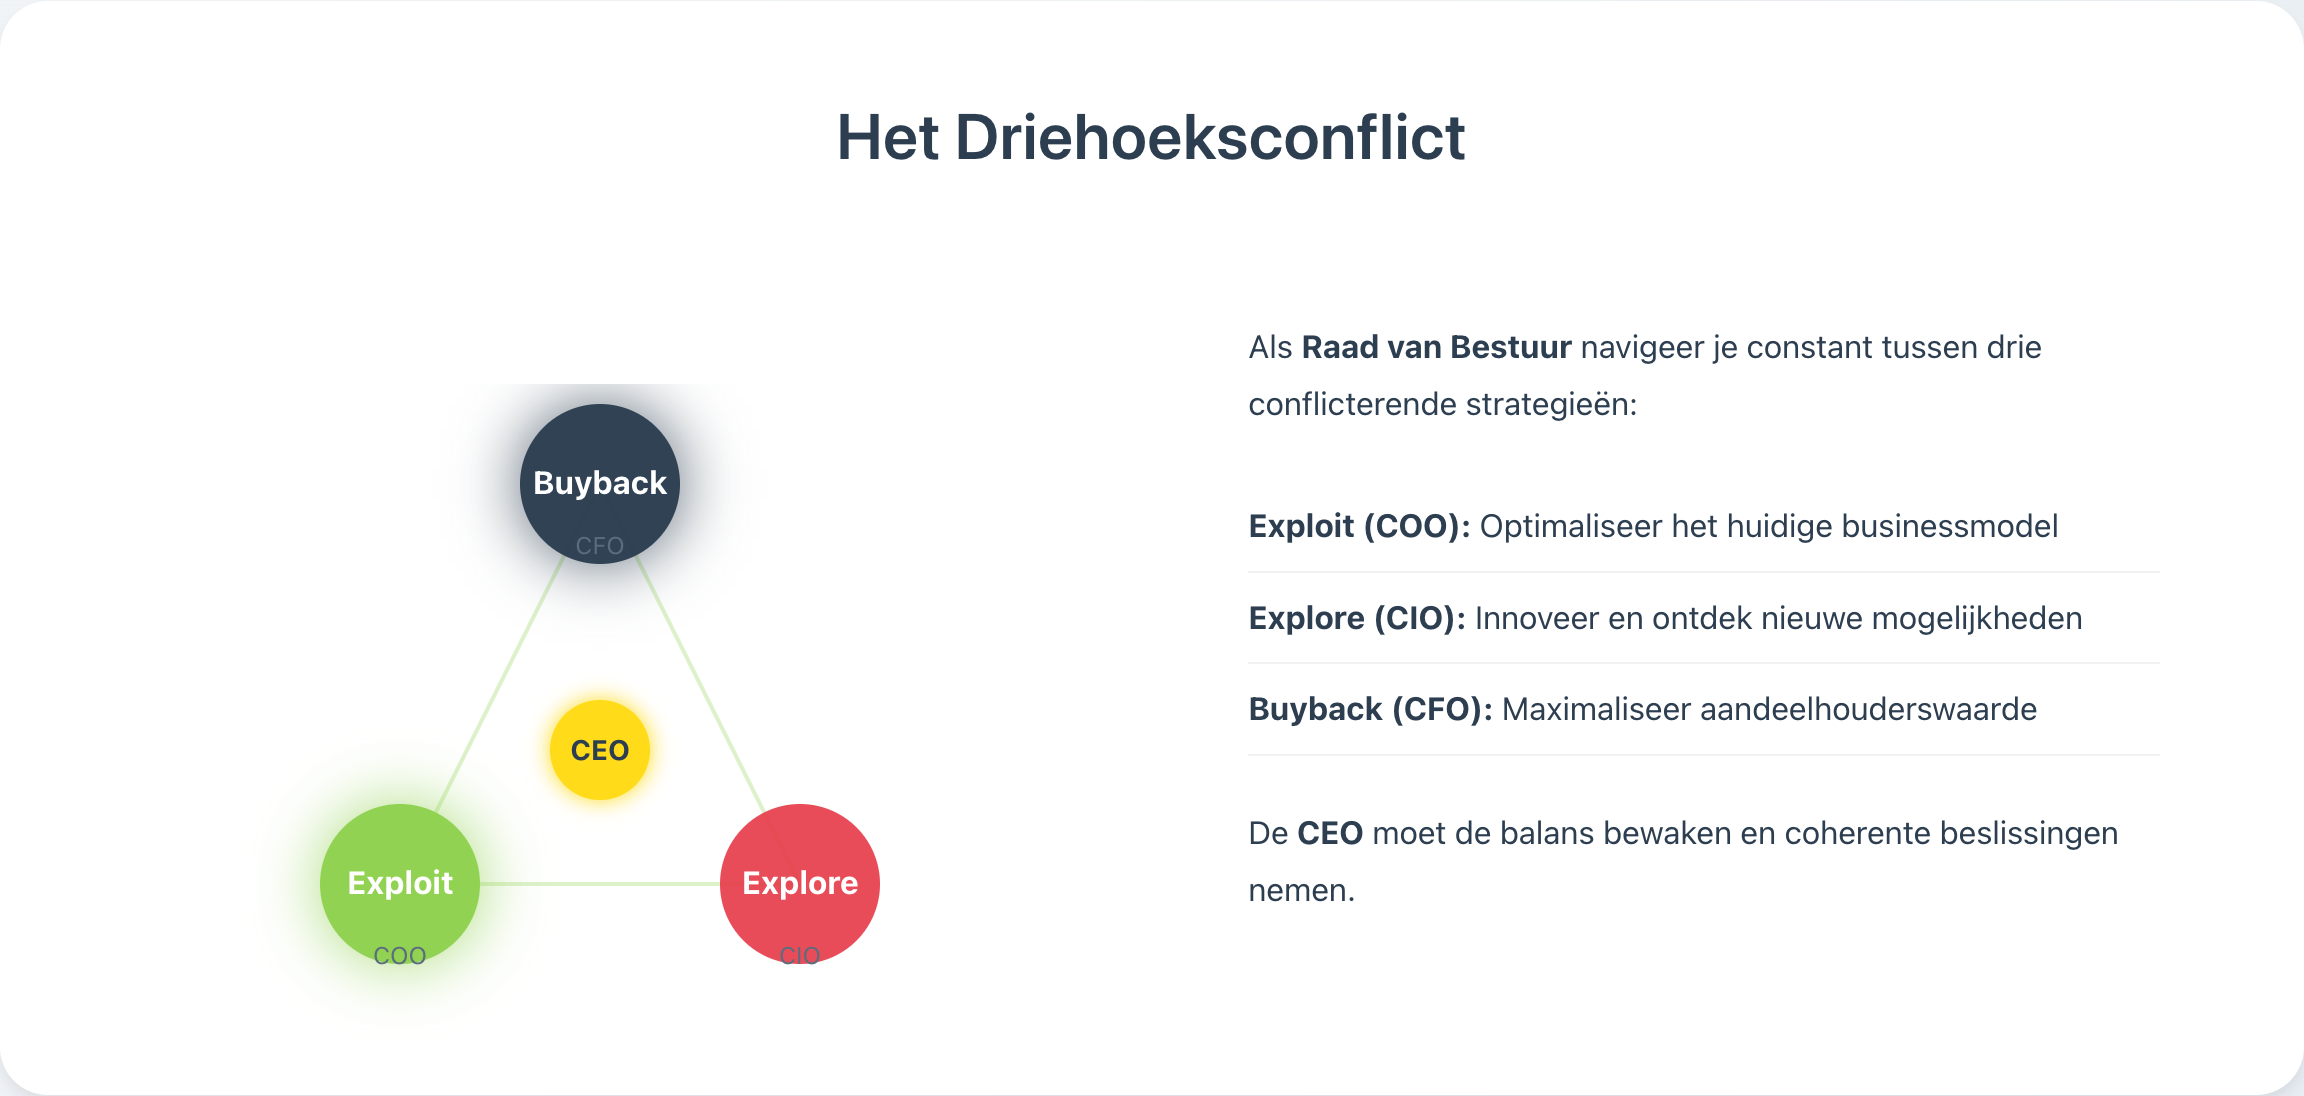 Het Driehoeksconflict
Buyback
CFO
CEO
Exploit
COO
Explore
CIO
Als Raad van Bestuur navigeer je constant tussen drie
conflicterende strategieën:
Exploit (COO): Optimaliseer het huidige businessmodel
Explore (CIO): Innoveer en ontdek nieuwe mogelijkheden
Buyback (CFO): Maximaliseer aandeelhouderswaarde
De CEO moet de balans bewaken en coherente beslissingen
nemen.